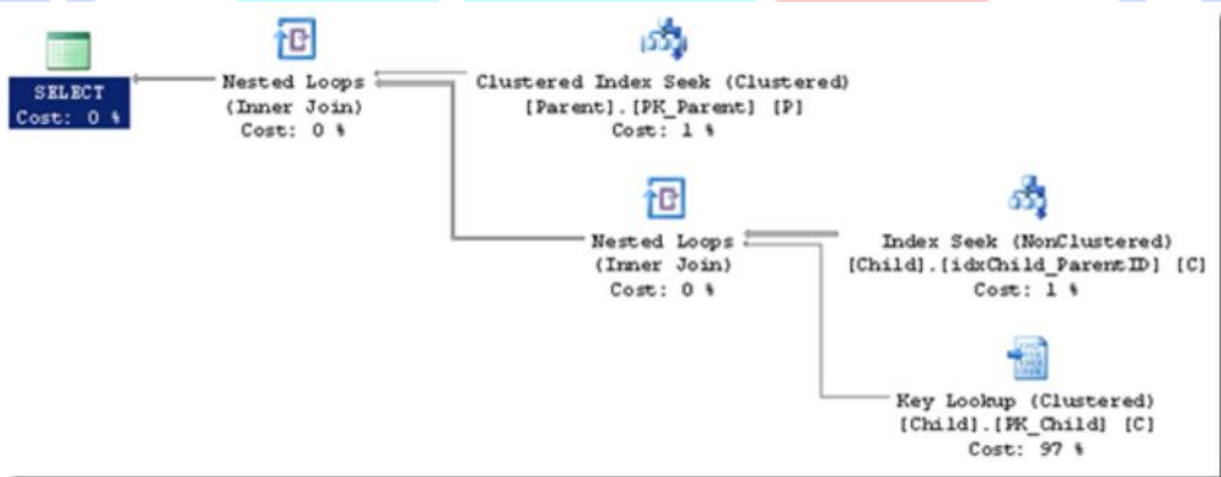 SELECT
Cost: 0 %
Nested Loops
(Inner Join)
Cost: 0 %
Clustered Index Seek (Clustered)
[Parent].[PK_Parent] [P]
Cost: 1 %
Nested Loops
(Inner Join)
Cost: 0 %
Index Seek (NonClustered)
[Child].[idxChild_ParentID] [C]
Cost: 1 %
Key Lookup (Clustered)
[Child].[PK_Child] [C]
Cost: 97 %